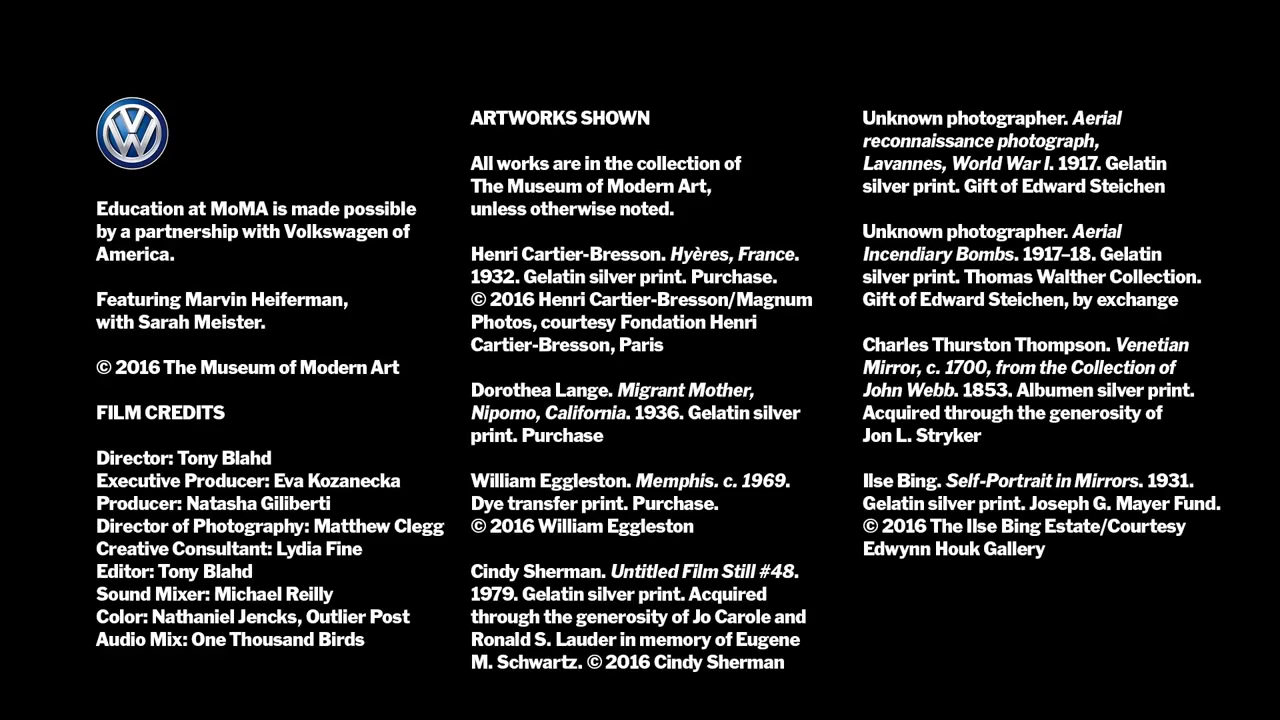 Education at MoMA is made possible
by a partnership with Volkswagen of
America.
Featuring Marvin Heiferman,
with Sarah Meister.
© 2016 The Museum of Modern Art
FILM CREDITS
Director: Tony Blahd
Executive Producer: Eva Kozanecka
Producer: Natasha Giliberti
Director of Photography: Matthew Clegg
Creative Consultant: Lydia Fine
Editor: Tony Blahd
Sound Mixer: Michael Reilly
Color: Nathaniel Jencks, Outlier Post
Audio Mix: One Thousand Birds
ARTWORKS SHOWN
All works are in the collection of
The Museum of Modern Art,
unless otherwise noted.
Henri Cartier-Bresson. Hyères, France.
1932. Gelatin silver print. Purchase.
© 2016 Henri Cartier-Bresson/Magnum
Photos, courtesy Fondation Henri
Cartier-Bresson, Paris
Dorothea Lange. Migrant Mother,
Nipomo, California. 1936. Gelatin silver
print. Purchase
William Eggleston. Memphis. c. 1969.
Dye transfer print. Purchase.
© 2016 William Eggleston
Cindy Sherman. Untitled Film Still #48.
1979. Gelatin silver print. Acquired
through the generosity of Jo Carole and
Ronald S. Lauder in memory of Eugene
M. Schwartz. © 2016 Cindy Sherman
Unknown photographer. Aerial
reconnaissance photograph,
Lavannes, World War I. 1917. Gelatin
silver print. Gift of Edward Steichen
Unknown photographer. Aerial
Incendiary Bombs. 1917–18. Gelatin
silver print. Thomas Walther Collection.
Gift of Edward Steichen, by exchange
Charles Thurston Thompson. Venetian
Mirror, c. 1700, from the Collection of
John Webb. 1853. Albumen silver print.
Acquired through the generosity of
Jon L. Stryker
Ilse Bing. Self-Portrait in Mirrors. 1931.
Gelatin silver print. Joseph G. Mayer Fund.
© 2016 The Ilse Bing Estate/Courtesy
Edwynn Houk Gallery